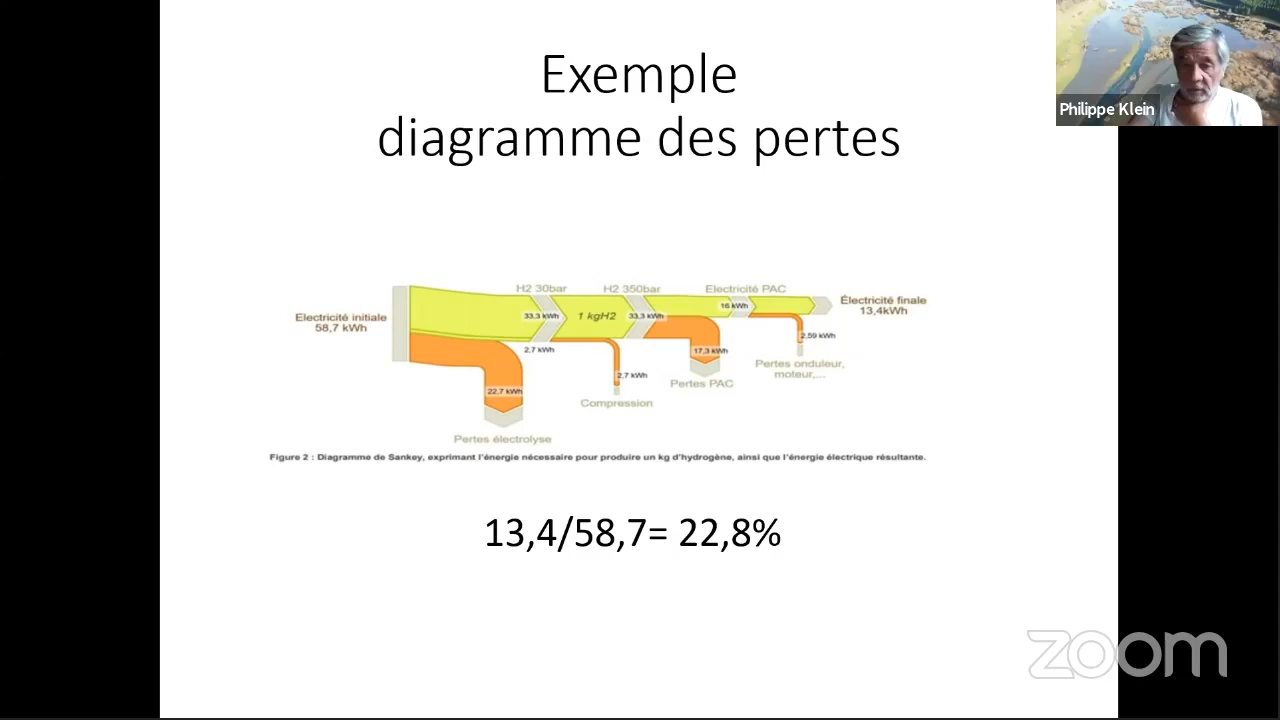 Exemple
diagramme des pertes
Philippe Klein
H2 30bar
H2 350bar
Electricité PAC
Electricité initiale
58,7 kWh
33,3 kWh
1 kgH2
33,3 kWh
16 kWh
Électricité finale
13,4kWh
2,7 kWh
22,7 kWh
Pertes électrolyse
2,7 kWh
Compression
17,3 kWh
Pertes PAC
2,59 kWh
Pertes onduleur,
moteur,...
Figure 2 : Diagramme de Sankey, exprimant l'énergie nécessaire pour produire un kg d'hydrogène, ainsi que l'énergie électrique résultante.
13,4/58,7= 22,8%
zoom